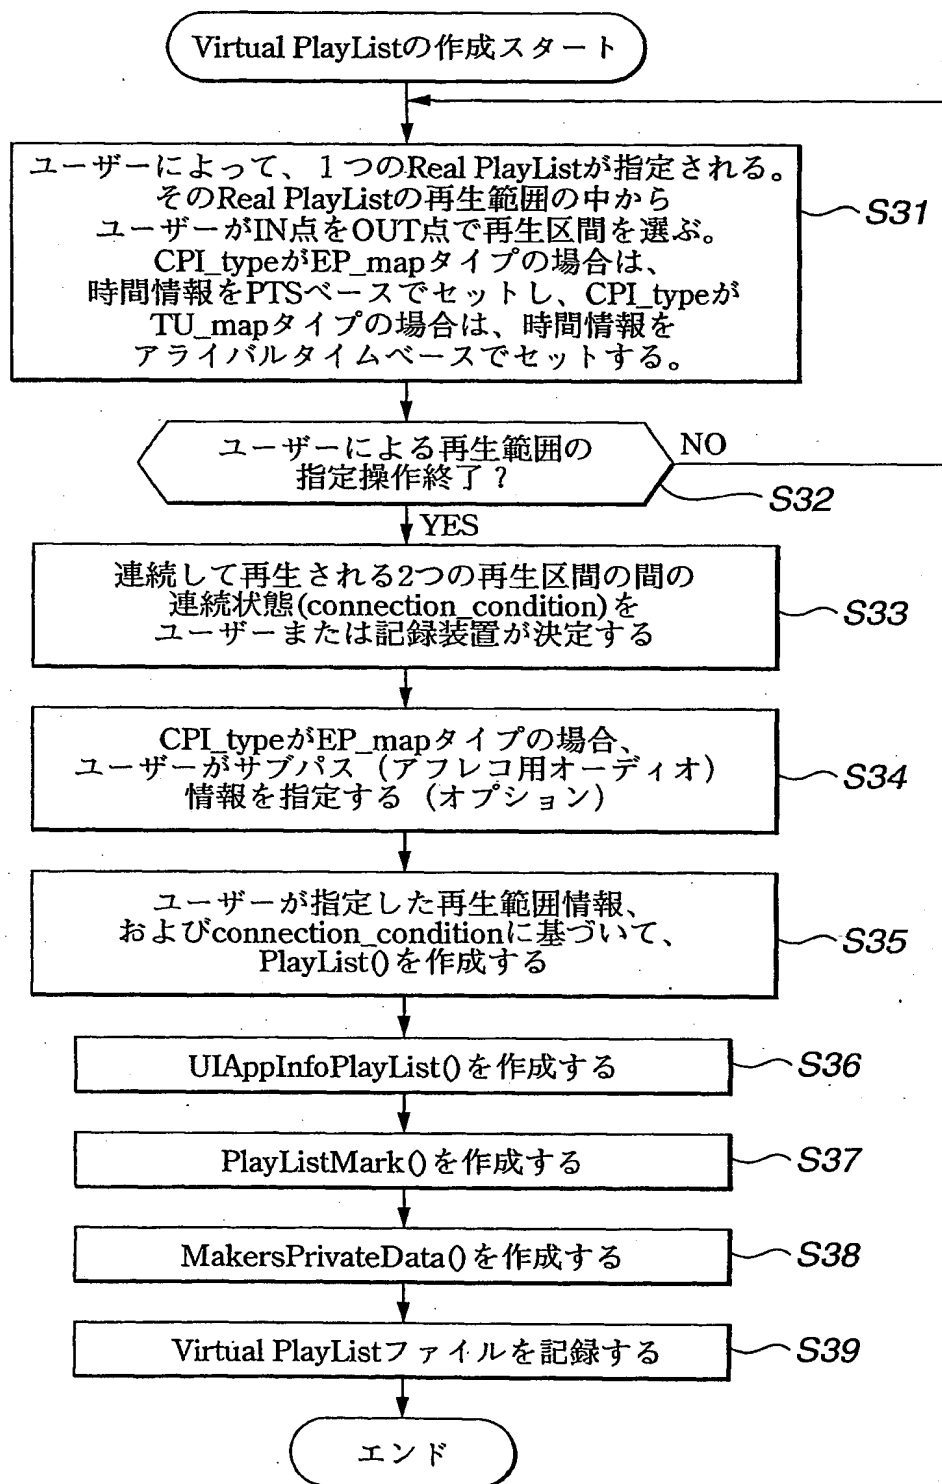 Virtual PlayListの作成スタート
ユーザーによって、1つのReal PlayListが指定される。
そのReal PlayListの再生範囲の中から
ユーザーがIN点をOUT点で再生区間を選ぶ。
CPI_typeがEP_mapタイプの場合は、
時間情報をPTSベースでセットし、CPI_typeが
TU_mapタイプの場合は、時間情報を
アライバルタイムベースでセットする。
S31
ユーザーによる再生範囲の
指定操作終了?
NO
S32
YES
連続して再生される2つの再生区間の間の
連続状態(connection_condition)を
ユーザーまたは記録装置が決定する
S33
CPI_typeがEP_mapタイプの場合、
ユーザーがサブパス(アフレコ用オーディオ)
情報を指定する(オプション)
S34
ユーザーが指定した再生範囲情報、
およびconnection_conditionに基づいて、
PlayList()を作成する
S35
UIAppInfoPlayList()を作成する
S36
PlayListMark()を作成する
S37
MakersPrivateData()を作成する
S38
Virtual PlayListファイルを記録する
S39
エンド